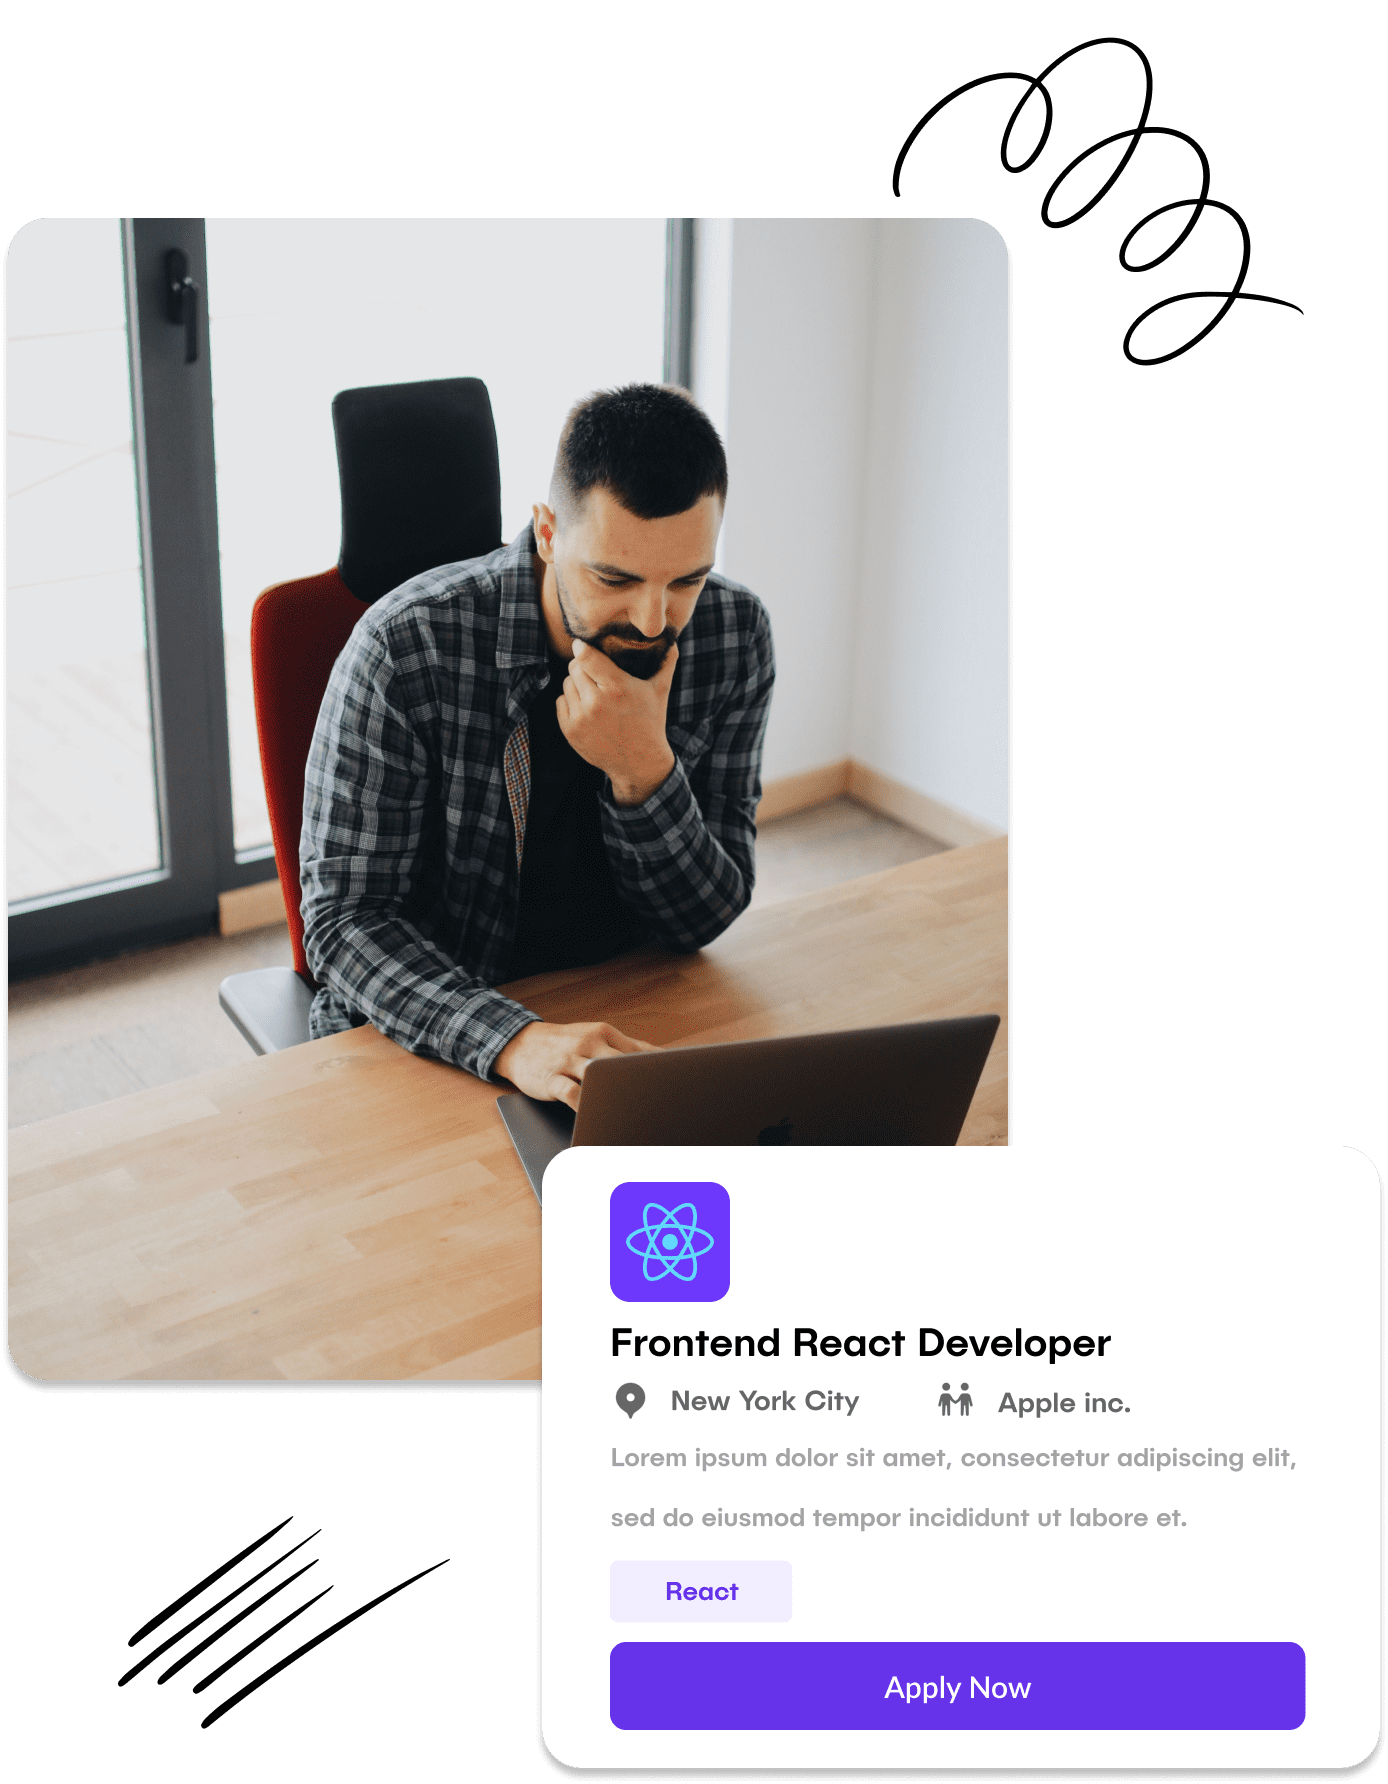 Frontend React Developer
New York City Apple inc.
Lorem ipsum dolor sit amet, consectetur adipiscing elit,
sed do eiusmod tempor incididunt ut labore et.
React
Apply Now